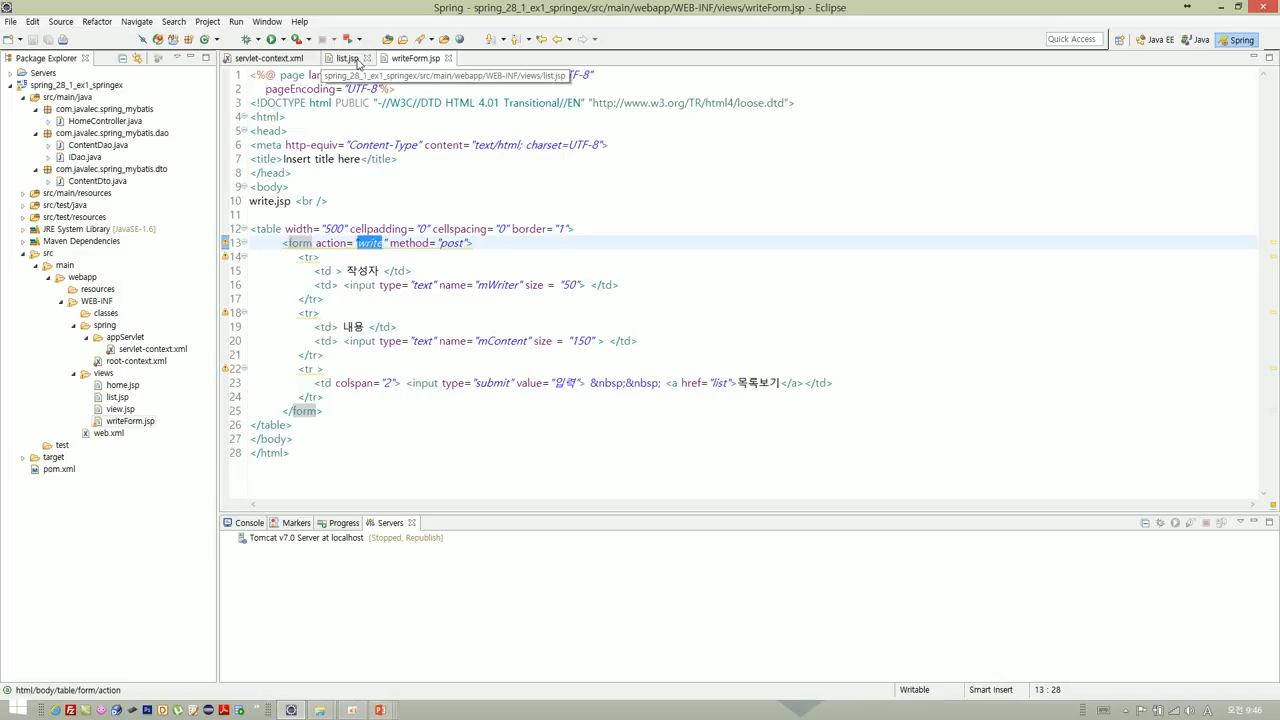 Spring - spring_28_1_ex1_springex/src/main/webapp/WEB-INF/views/writeForm.jsp - Eclipse
File Edit Source Refactor Navigate Search Project Run Window Help
Quick Access Java EE Java Spring
Package Explorer
servlet-context.xml list.jsp writeForm.jsp
spring_28_1_ex1_springex/src/main/webapp/WEB-INF/views/list.jsp
Servers
spring_28_1_ex1_springex
src/main/java
com.javalec.spring_mybatis
HomeController.java
com.javalec.spring_mybatis.dao
ContentDao.java
IDao.java
com.javalec.spring_mybatis.dto
ContentDto.java
src/main/resources
src/test/java
src/test/resources
JRE System Library [JavaSE-1.6]
Maven Dependencies
src
main
webapp
resources
WEB-INF
classes
spring
appServlet
servlet-context.xml
root-context.xml
views
home.jsp
list.jsp
view.jsp
writeForm.jsp
web.xml
test
target
pom.xml
1 <%@ page
pageEncoding="UTF-8"%>
3 <!DOCTYPE html PUBLIC "-//W3C//DTD HTML 4.01 Transitional//EN" "http://www.w3.org/TR/html4/loose.dtd">
4 <html>
5 <head>
6 <meta http-equiv="Content-Type" content="text/html; charset=UTF-8">
7 <title>Insert title here</title>
8 </head>
9 <body>
10 write.jsp <br />
11
12 <table width="500" cellpadding="0" cellspacing="0" border="1">
13 <form action="write" method="post">
14 <tr>
15 <td > 작성자 </td>
16 <td> <input type="text" name="mWriter" size = "50"> </td>
17 </tr>
18 <tr>
19 <td> 내용 </td>
20 <td> <input type="text" name="mContent" size = "150" > </td>
21 </tr>
22 <tr >
23 <td colspan="2"> <input type="submit" value="입력"> &nbsp;&nbsp; <a href="list">목록보기</a></td>
24 </tr>
25 </form>
26 </table>
27 </body>
28 </html>
Console Markers Progress Servers
Tomcat v7.0 Server at localhost [Stopped, Republish]
html/body/table/form/action Writable Smart Insert 13 : 28
오전 9:46